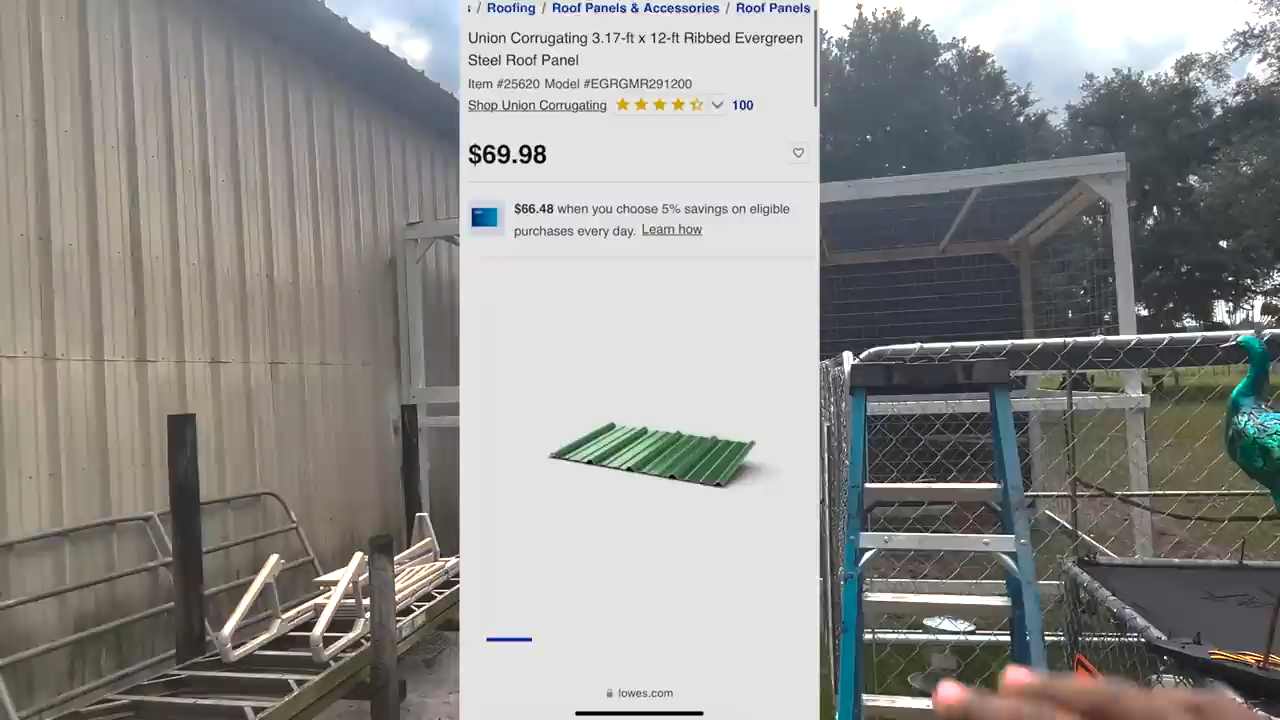 s / Roofing / Roof Panels & Accessories / Roof Panels
Union Corrugating 3.17-ft x 12-ft Ribbed Evergreen
Steel Roof Panel
Item #25620 Model #EGRGMR291200
Shop Union Corrugating 100
$69.98
$66.48 when you choose 5% savings on eligible
purchases every day. Learn how
lowes.com